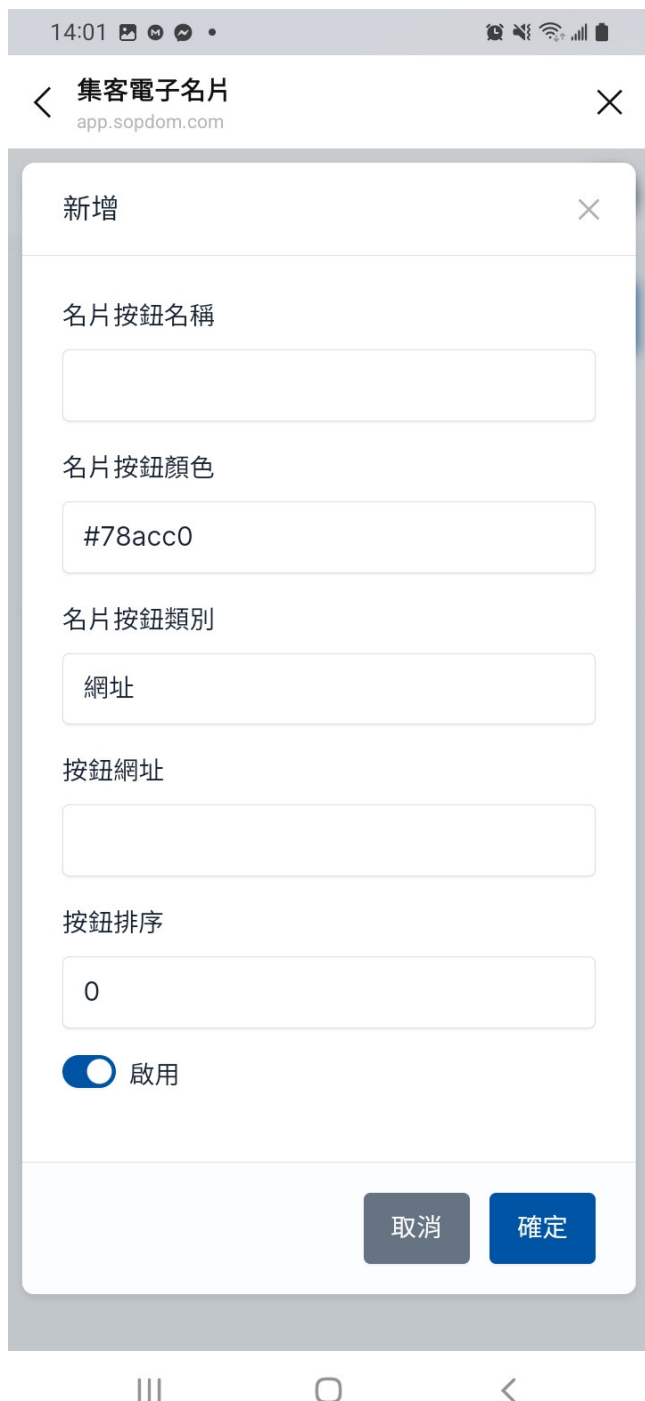 14:01
集客電子名片
app.sopdom.com
新增
名片按鈕名稱
名片按鈕顏色
#78acc0
名片按鈕類別
網址
按鈕網址
按鈕排序
0
啟用
取消
確定